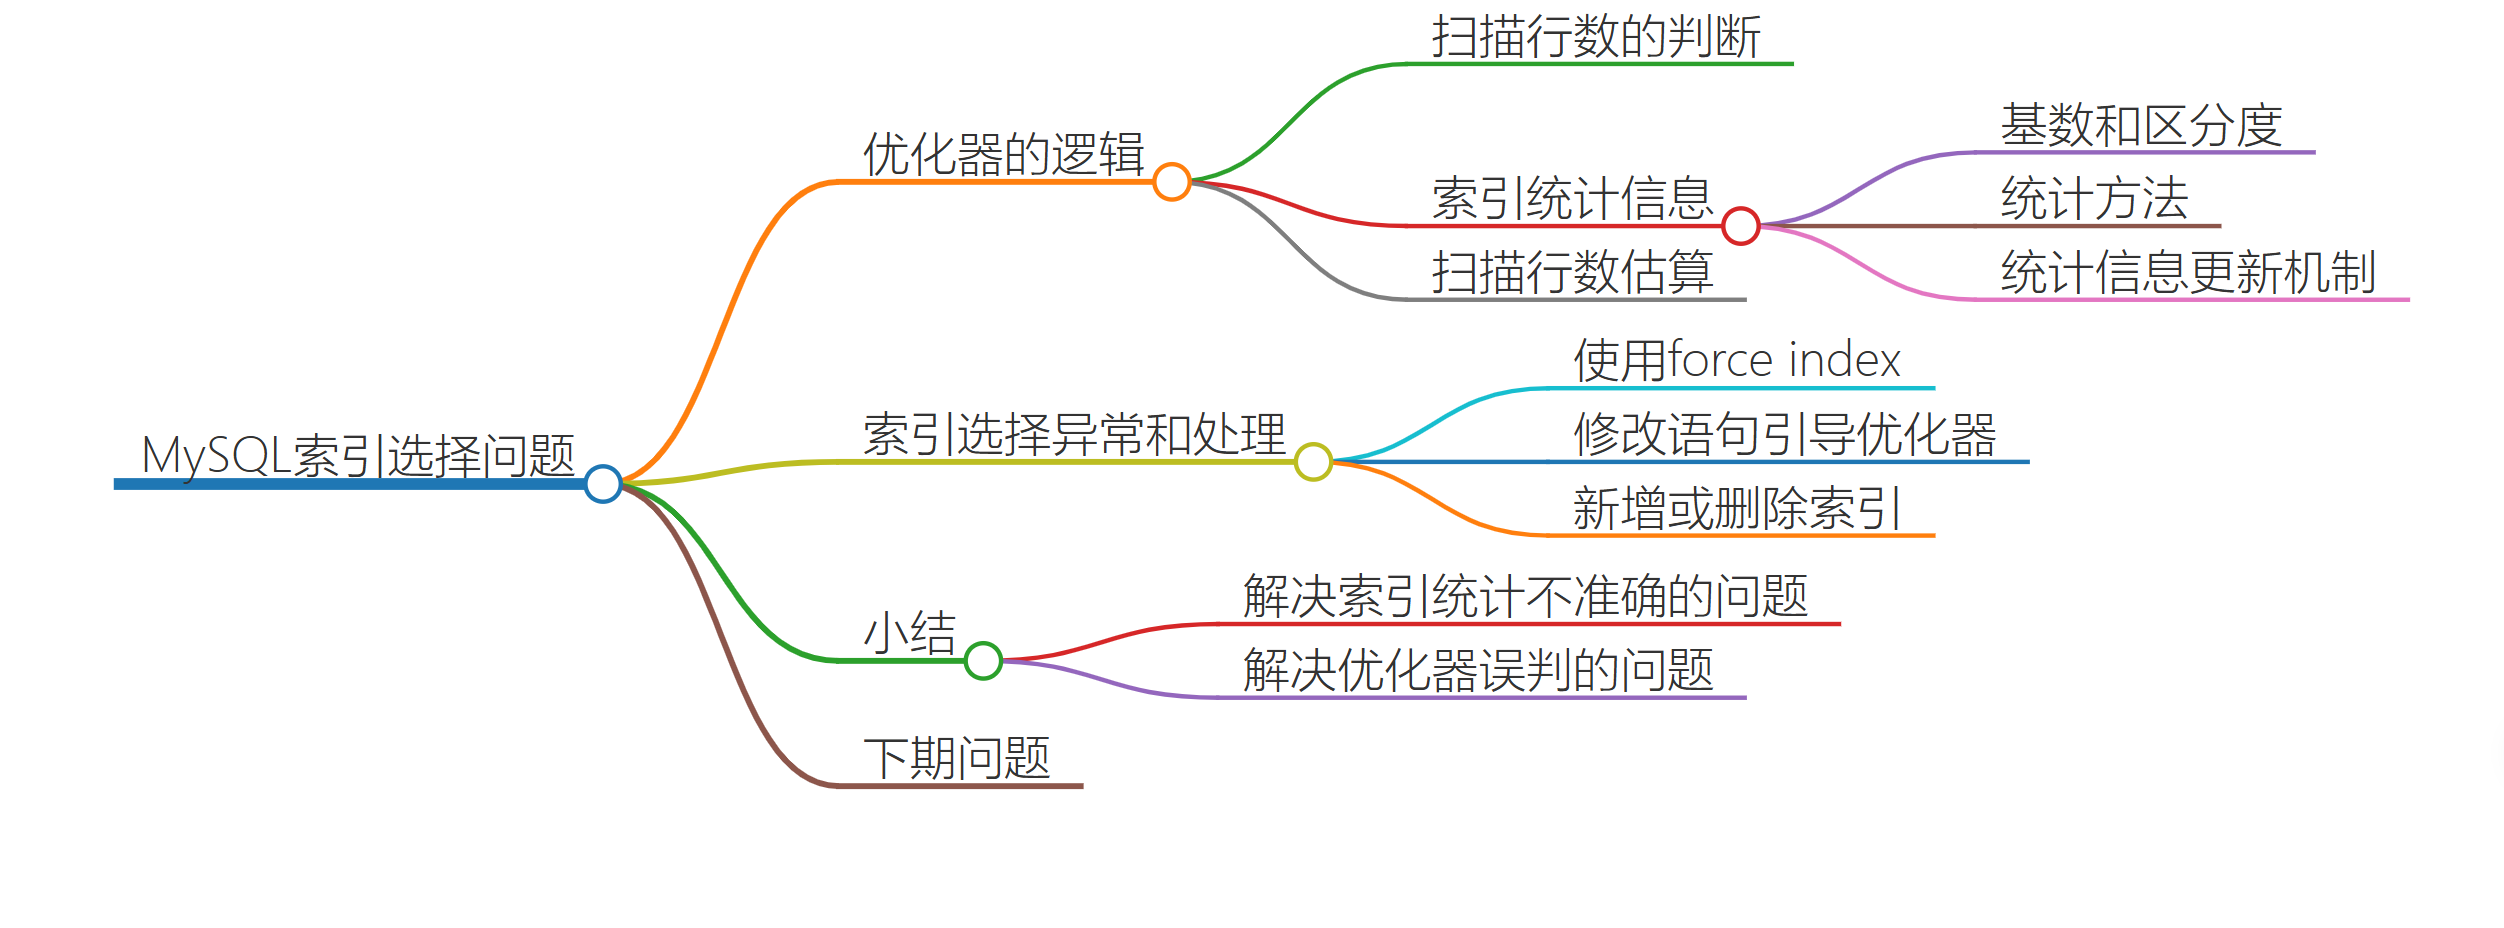 MySQL索引选择问题
优化器的逻辑
扫描行数的判断
索引统计信息
基数和区分度
统计方法
统计信息更新机制
扫描行数估算
索引选择异常和处理
使用force index
修改语句引导优化器
新增或删除索引
小结
解决索引统计不准确的问题
解决优化器误判的问题
下期问题